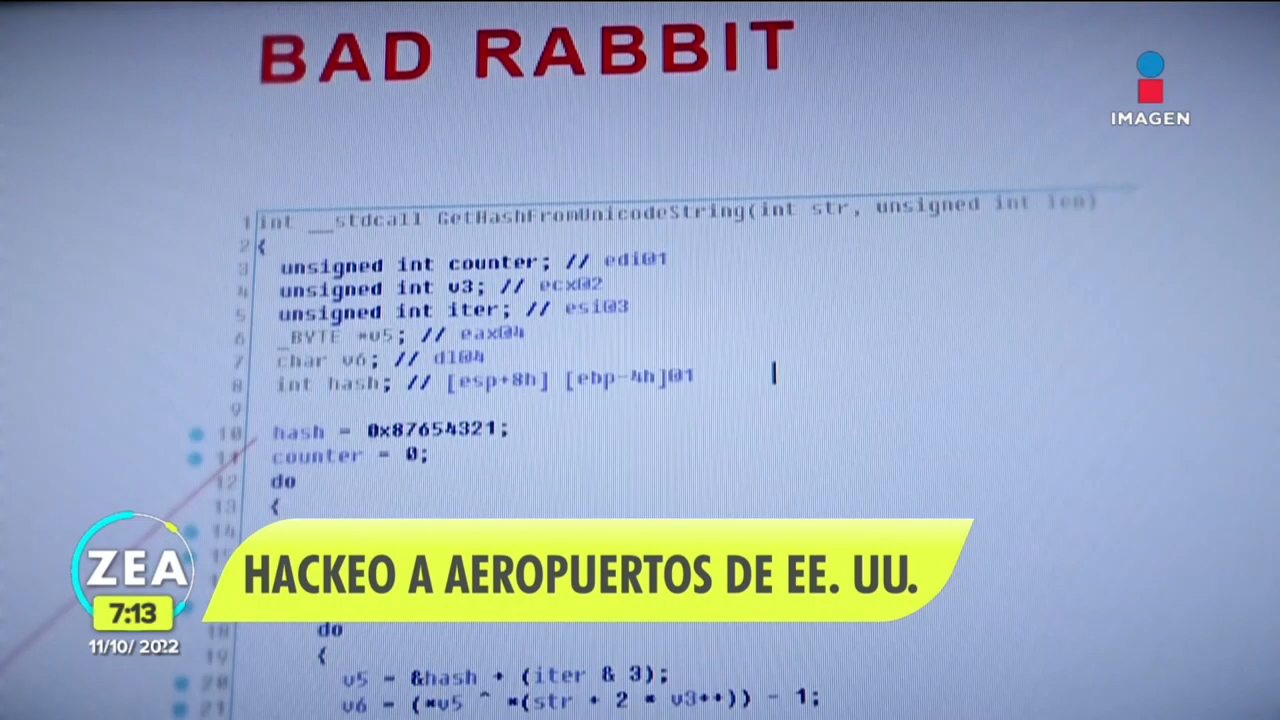 BAD RABBIT
IMAGEN
1 int __stdcall GetHashFromUnicodeString(int str, unsigned int len)
2 {
3 unsigned int counter; // edi@1
4 unsigned int v3; // ecx@2
5 unsigned int iter; // esi@3
6 _BYTE *v5; // eax@4
7 char v6; // dl@4
8 int hash; // [esp+8h] [ebp-4h]@1
9
10 hash = 0x87654321;
11 counter = 0;
12 do
13 {
14
ZEA
HACKEO A AEROPUERTOS DE EE. UU.
7:13
11/10/ 2022
18 do
19 {
20 v5 = &hash + (iter & 3);
21 v6 = (*v5 ^ *(str + 2 * v3++)) - 1;